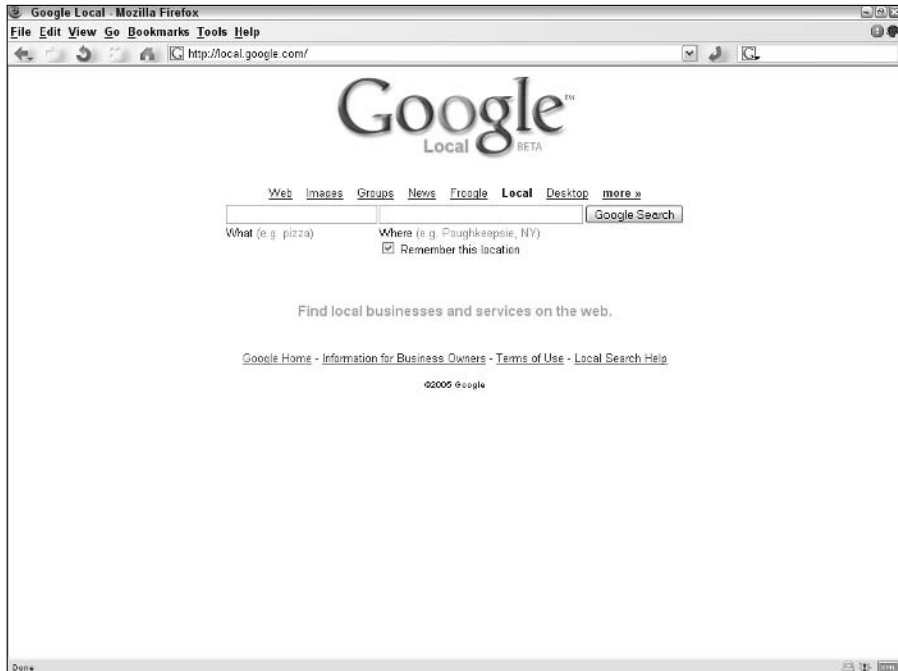 Google Local - Mozilla Firefox
File Edit View Go Bookmarks Tools Help
http://local.google.com/
Google™
Local BETA
Web Images Groups News Froogle Local Desktop more »
Google Search
What (e.g. pizza) Where (e.g. Poughkeepsie, NY)
Remember this location
Find local businesses and services on the web.
Google Home - Information for Business Owners - Terms of Use - Local Search Help
©2005 Google
Done